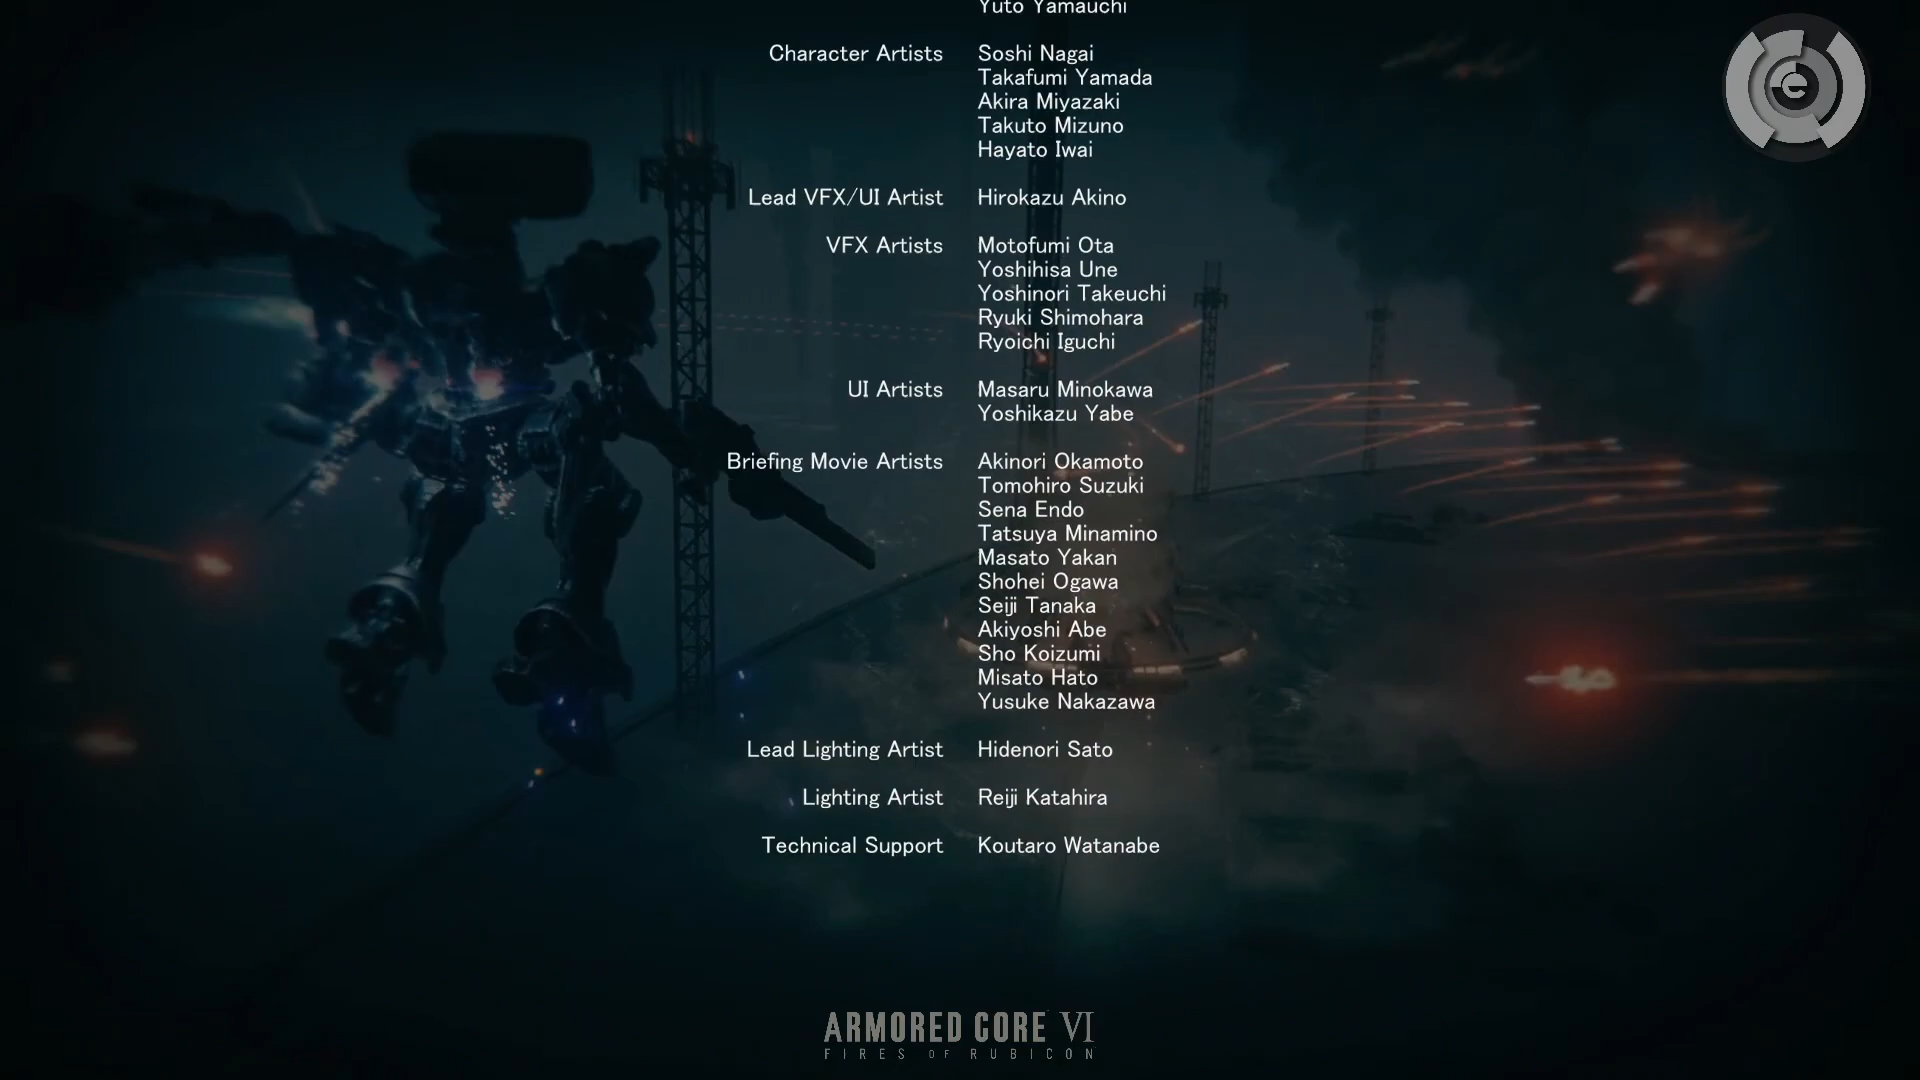 Yuto Yamauchi
Character Artists Soshi Nagai
Takafumi Yamada
Akira Miyazaki
Takuto Mizuno
Hayato Iwai
Lead VFX/UI Artist Hirokazu Akino
VFX Artists Motofumi Ota
Yoshihisa Une
Yoshinori Takeuchi
Ryuki Shimohara
Ryoichi Iguchi
UI Artists Masaru Minokawa
Yoshikazu Yabe
Briefing Movie Artists Akinori Okamoto
Tomohiro Suzuki
Sena Endo
Tatsuya Minamino
Masato Yakan
Shohei Ogawa
Seiji Tanaka
Akiyoshi Abe
Sho Koizumi
Misato Hato
Yusuke Nakazawa
Lead Lighting Artist Hidenori Sato
Lighting Artist Reiji Katahira
Technical Support Koutaro Watanabe
ARMORED CORE VI
FIRES OF RUBICON
e